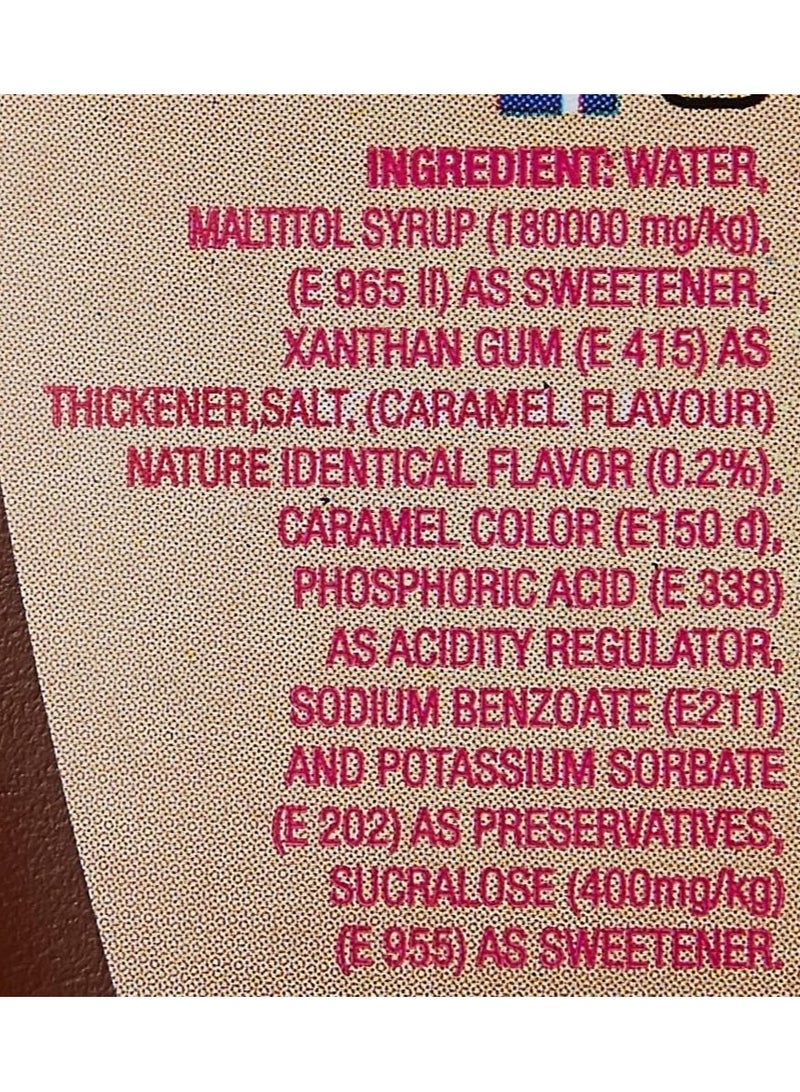 INGREDIENT: WATER,
MALTITOL SYRUP (180000 mg/kg),
(E 965 II) AS SWEETENER,
XANTHAN GUM (E 415) AS
THICKENER,SALT, (CARAMEL FLAVOUR)
NATURE IDENTICAL FLAVOR (0.2%),
CARAMEL COLOR (E150 d),
PHOSPHORIC ACID (E 338)
AS ACIDITY REGULATOR,
SODIUM BENZOATE (E211)
AND POTASSIUM SORBATE
(E 202) AS PRESERVATIVES,
SUCRALOSE (400mg/kg)
(E 955) AS SWEETENER.